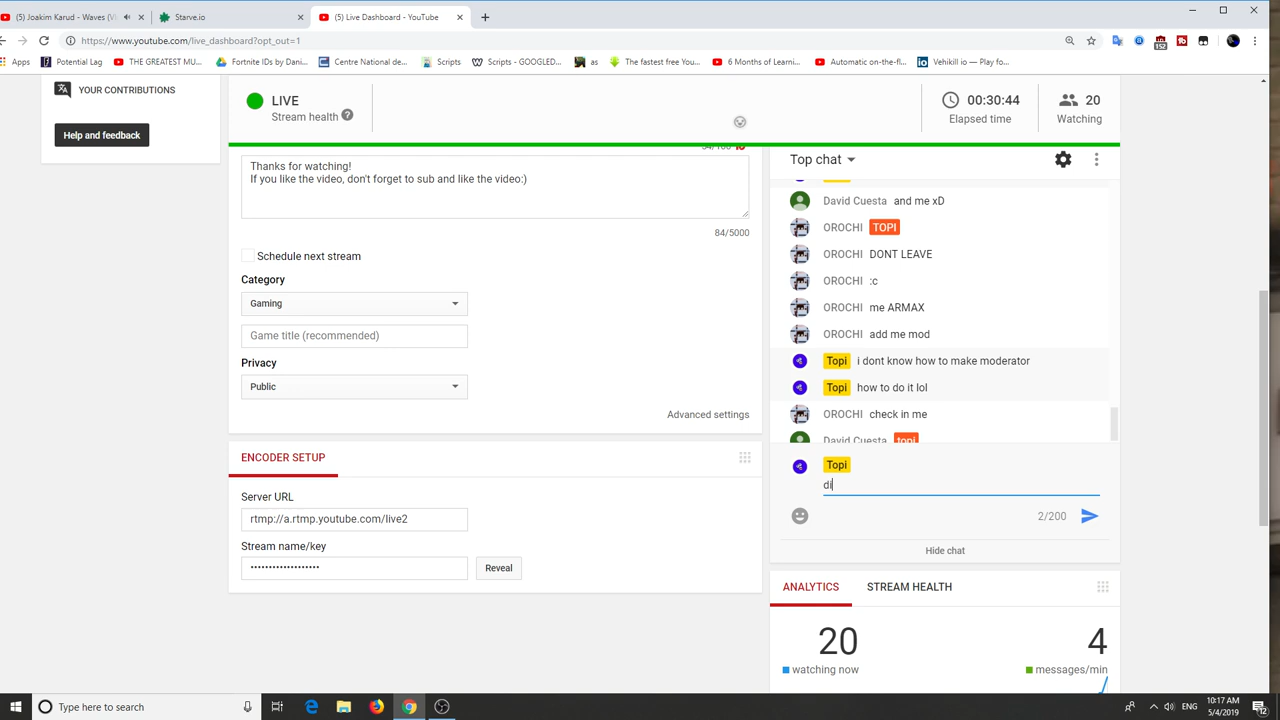 (5) Joakim Karud - Waves (V
Starve.io
(5) Live Dashboard - YouTube
https://www.youtube.com/live_dashboard?opt_out=1
152
Apps
Potential Lag
THE GREATEST MU...
Fortnite IDs by Dani...
Centre National de...
Scripts
Scripts - GOOGLED...
as
The fastest free You...
6 Months of Learni...
Automatic on-the-fl...
Vehikill io — Play fo...
YOUR CONTRIBUTIONS
Help and feedback
LIVE
Stream health
00:30:44
Elapsed time
20
Watching
Thanks for watching!
If you like the video, don't forget to sub and like the video:)
84/5000
Schedule next stream
Category
Gaming
Game title (recommended)
Privacy
Public
Advanced settings
ENCODER SETUP
Server URL
rtmp://a.rtmp.youtube.com/live2
Stream name/key
Reveal
Top chat
David Cuesta and me xD
OROCHI TOPI
OROCHI DONT LEAVE
OROCHI :c
OROCHI me ARMAX
OROCHI add me mod
Topi i dont know how to make moderator
Topi how to do it lol
OROCHI check in me
David Cuesta topi
Topi
di
2/200
Hide chat
ANALYTICS
STREAM HEALTH
20
watching now
4
messages/min
Type here to search
ENG
10:17 AM
5/4/2019
12